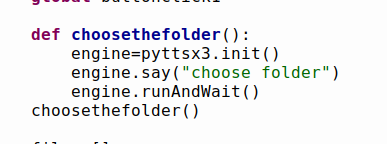 def choosethefolder():
    engine=pyttsx3.init()
    engine.say("choose folder")
    engine.runAndWait()
choosethefolder()